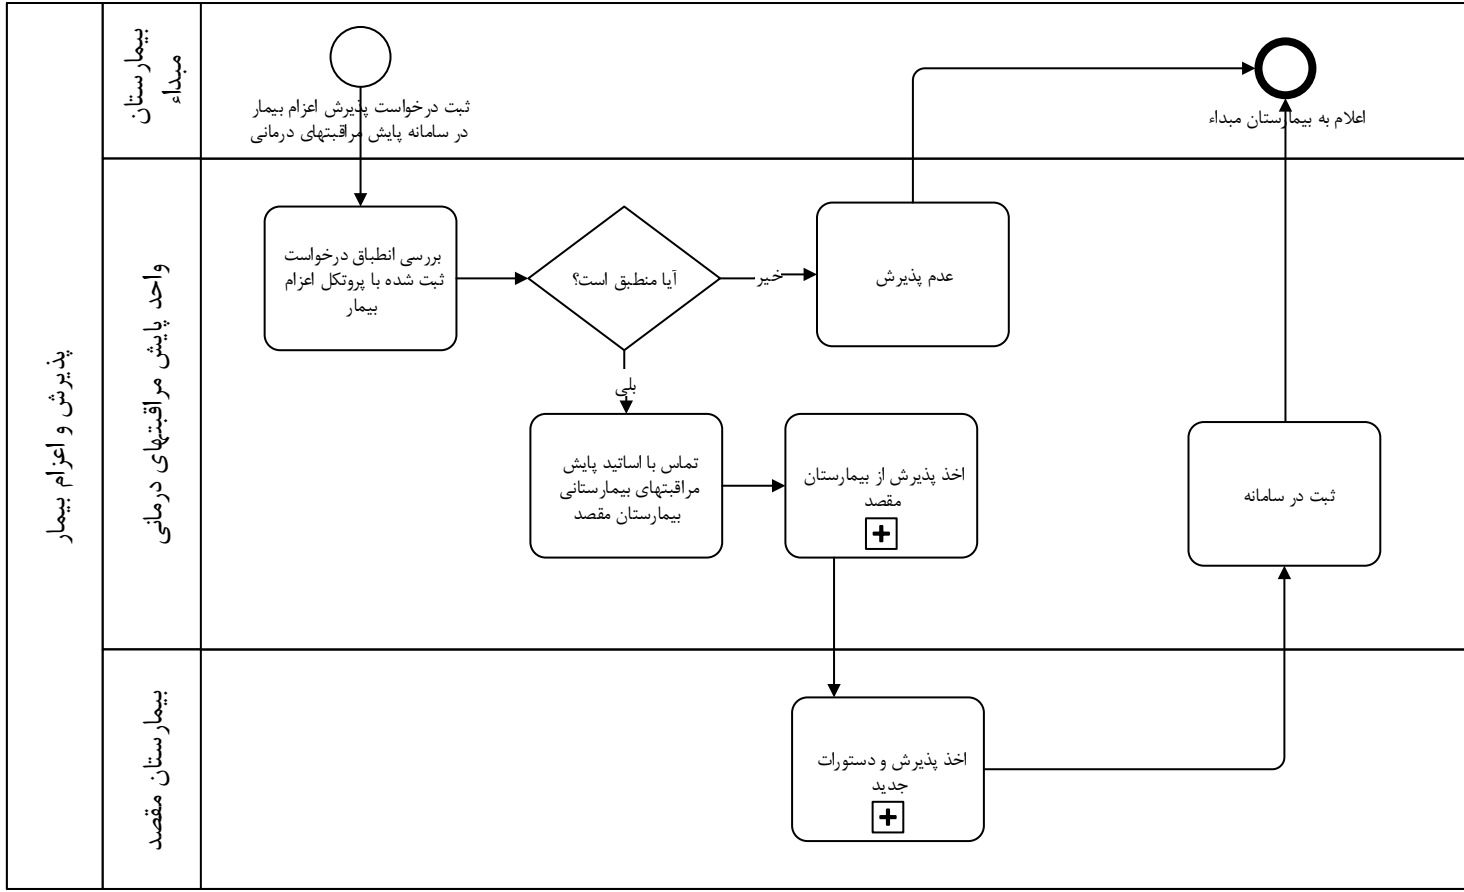 پذیرش و اعزام بیمار
بیمارستان
مبداء
ثبت درخواست پذیرش اعزام بیمار
در سامانه پایش مراقبتهای درمانی
اعلام به بیمارستان مبداء
واحد پایش مراقبتهای درمانی
بررسی انطباق درخواست
ثبت شده با پروتکل اعزام
بیمار
آیا منطبق است؟
خیر
عدم پذیرش
بلی
تماس با اساتید پایش
مراقبتهای بیمارستانی
بیمارستان مقصد
اخذ پذیرش از بیمارستان
مقصد
ثبت در سامانه
بیمارستان مقصد
اخذ پذیرش و دستورات
جدید